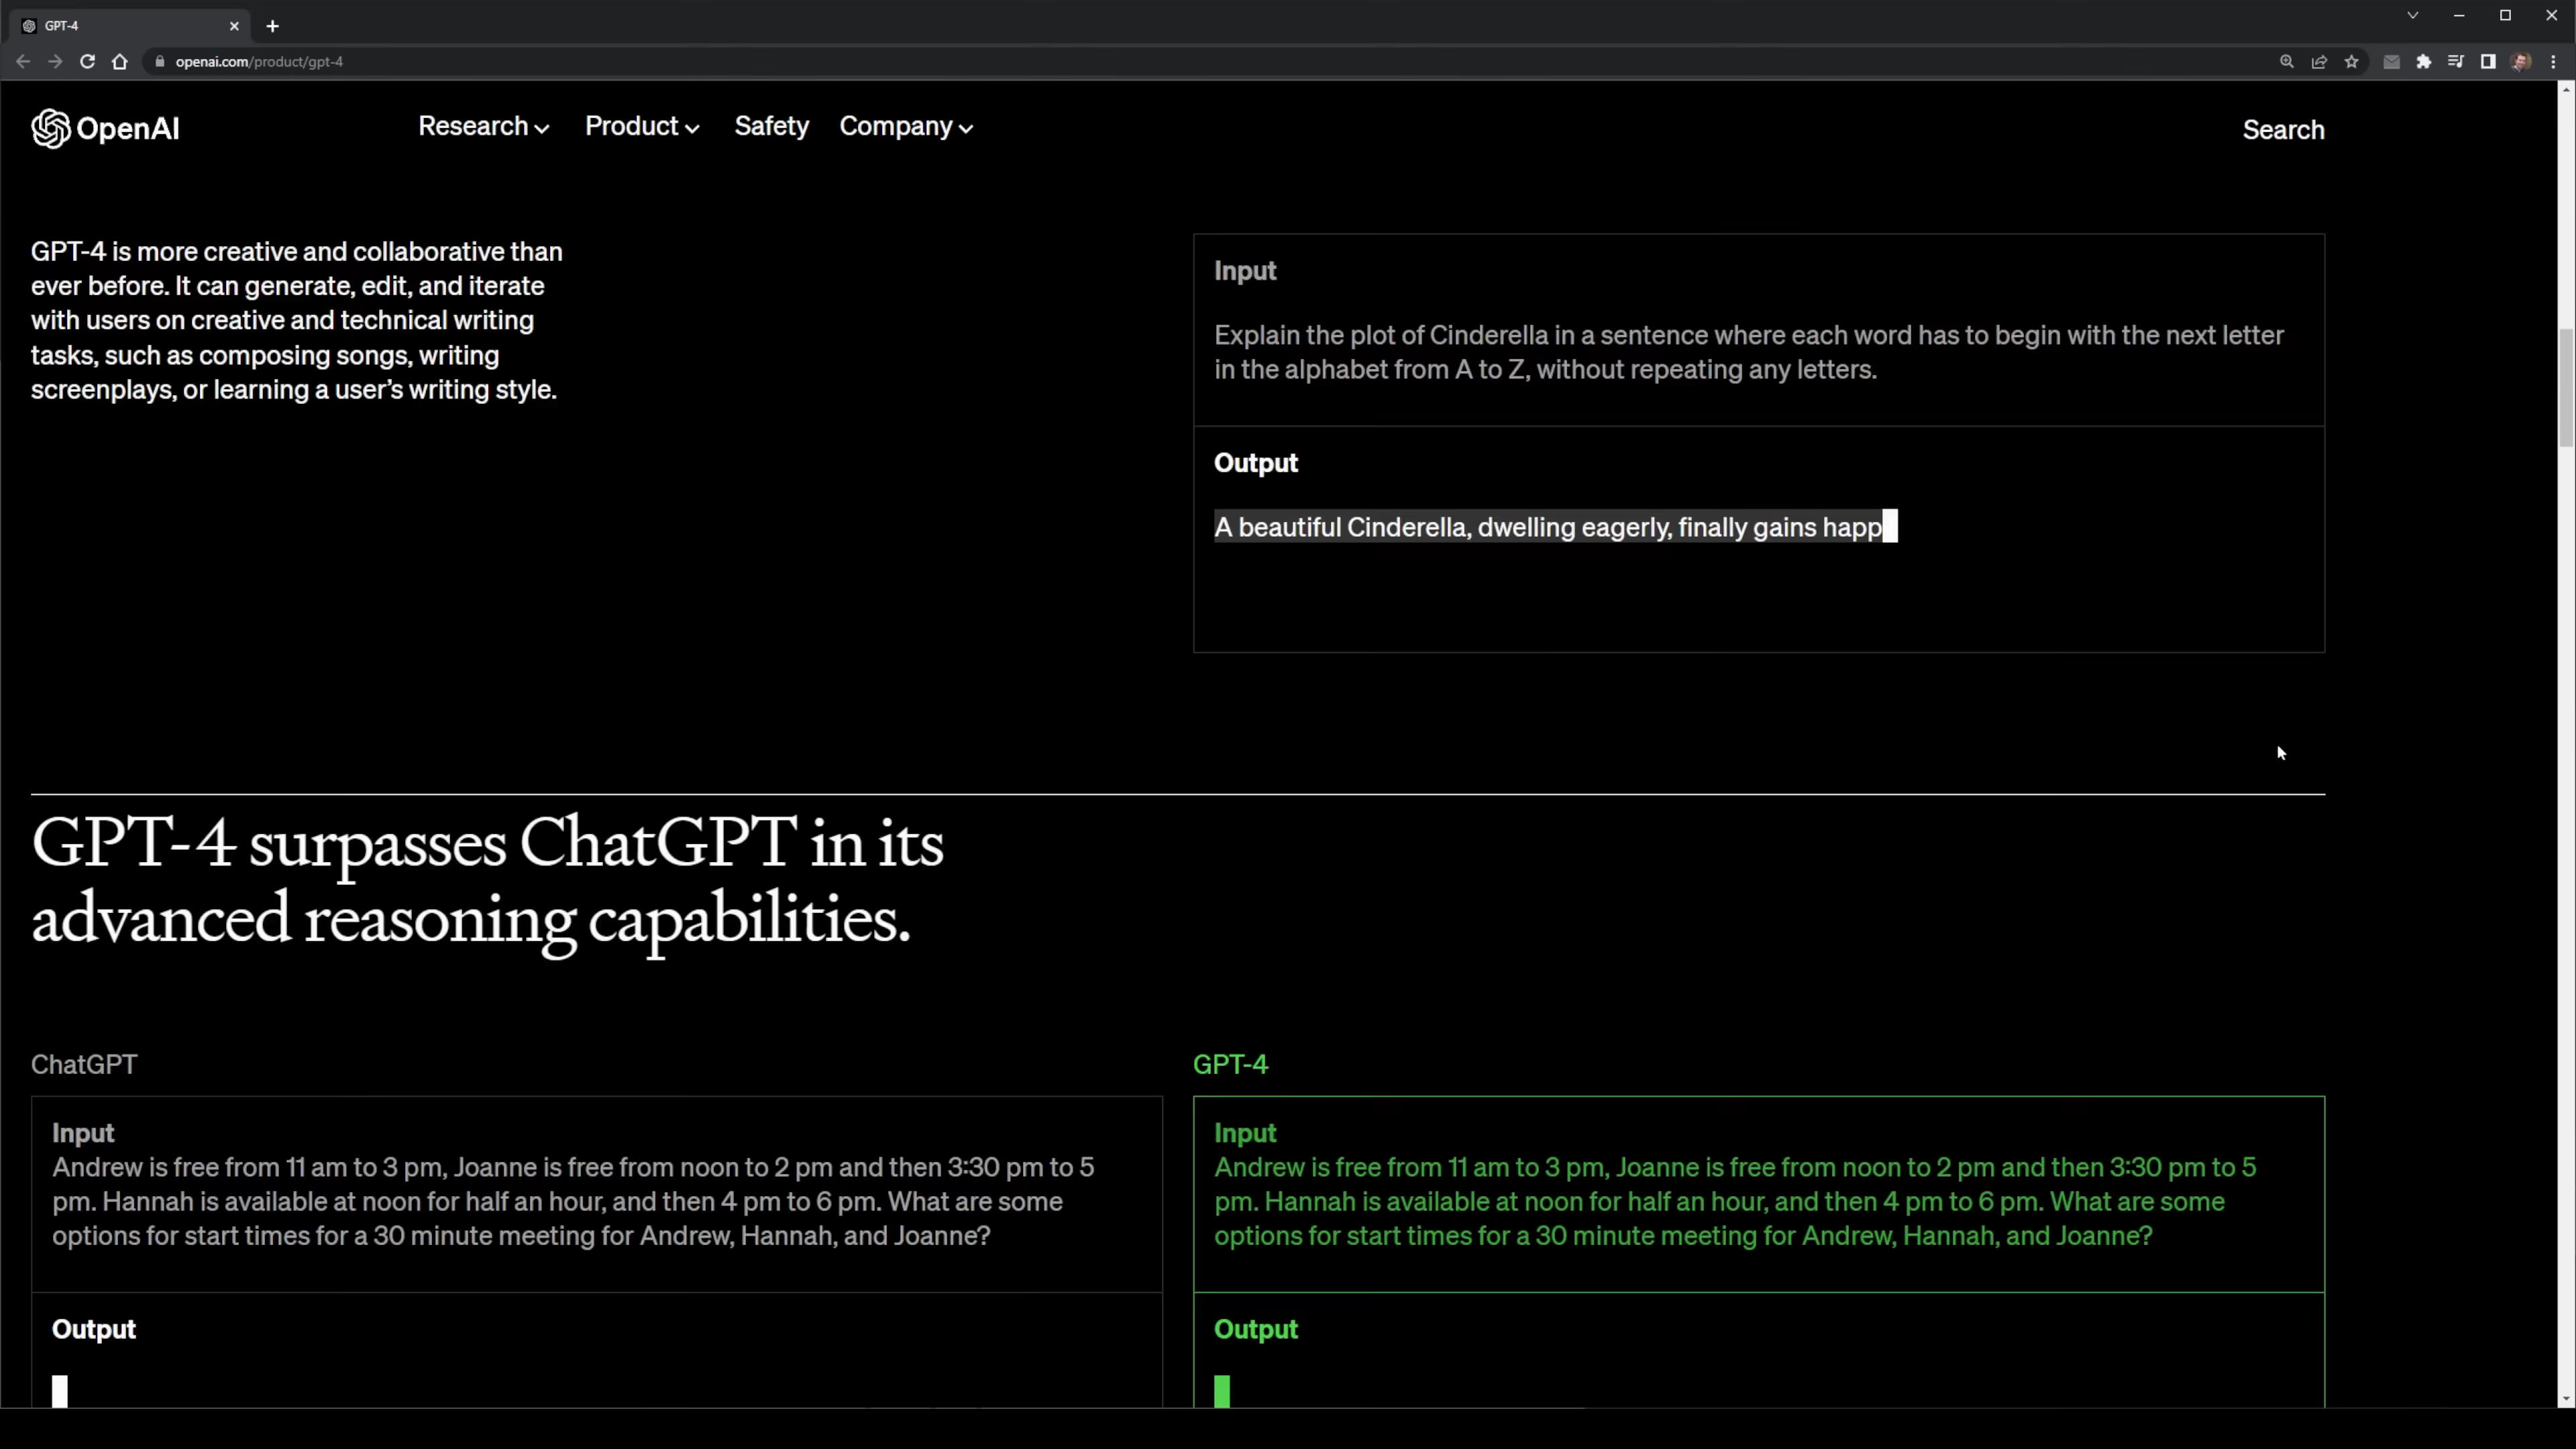 GPT-4
openai.com/product/gpt-4
OpenAI
Research Product Safety Company
Search
GPT-4 is more creative and collaborative than
ever before. It can generate, edit, and iterate
with users on creative and technical writing
tasks, such as composing songs, writing
screenplays, or learning a user’s writing style.
Input
Explain the plot of Cinderella in a sentence where each word has to begin with the next letter
in the alphabet from A to Z, without repeating any letters.
Output
A beautiful Cinderella, dwelling eagerly, finally gains happ
GPT-4 surpasses ChatGPT in its
advanced reasoning capabilities.
ChatGPT
Input
Andrew is free from 11 am to 3 pm, Joanne is free from noon to 2 pm and then 3:30 pm to 5
pm. Hannah is available at noon for half an hour, and then 4 pm to 6 pm. What are some
options for start times for a 30 minute meeting for Andrew, Hannah, and Joanne?
Output
GPT-4
Input
Andrew is free from 11 am to 3 pm, Joanne is free from noon to 2 pm and then 3:30 pm to 5
pm. Hannah is available at noon for half an hour, and then 4 pm to 6 pm. What are some
options for start times for a 30 minute meeting for Andrew, Hannah, and Joanne?
Output